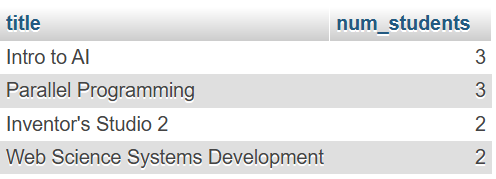 title num_students
Intro to AI 3
Parallel Programming 3
Inventor's Studio 2 2
Web Science Systems Development 2